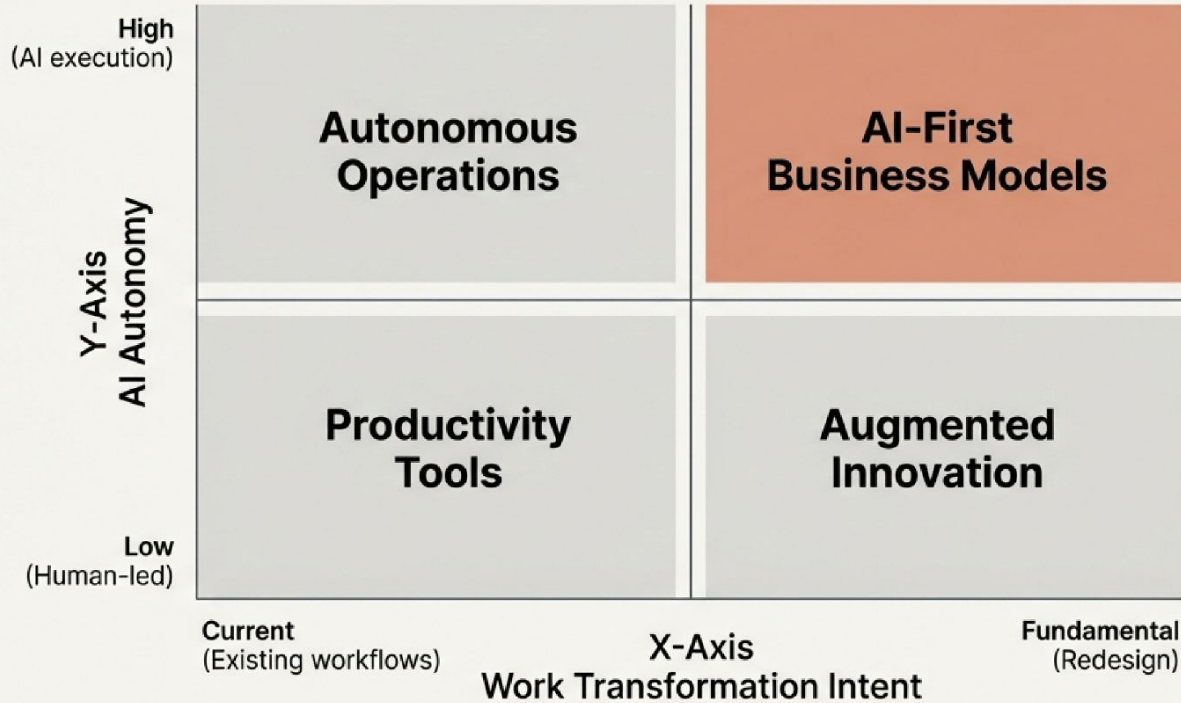 High
(AI execution)
Autonomous
Operations
AI-First
Business Models
Y-Axis
AI Autonomy
Productivity
Tools
Augmented
Innovation
Low
(Human-led)
Current
(Existing workflows)
X-Axis
Work Transformation Intent
Fundamental
(Redesign)